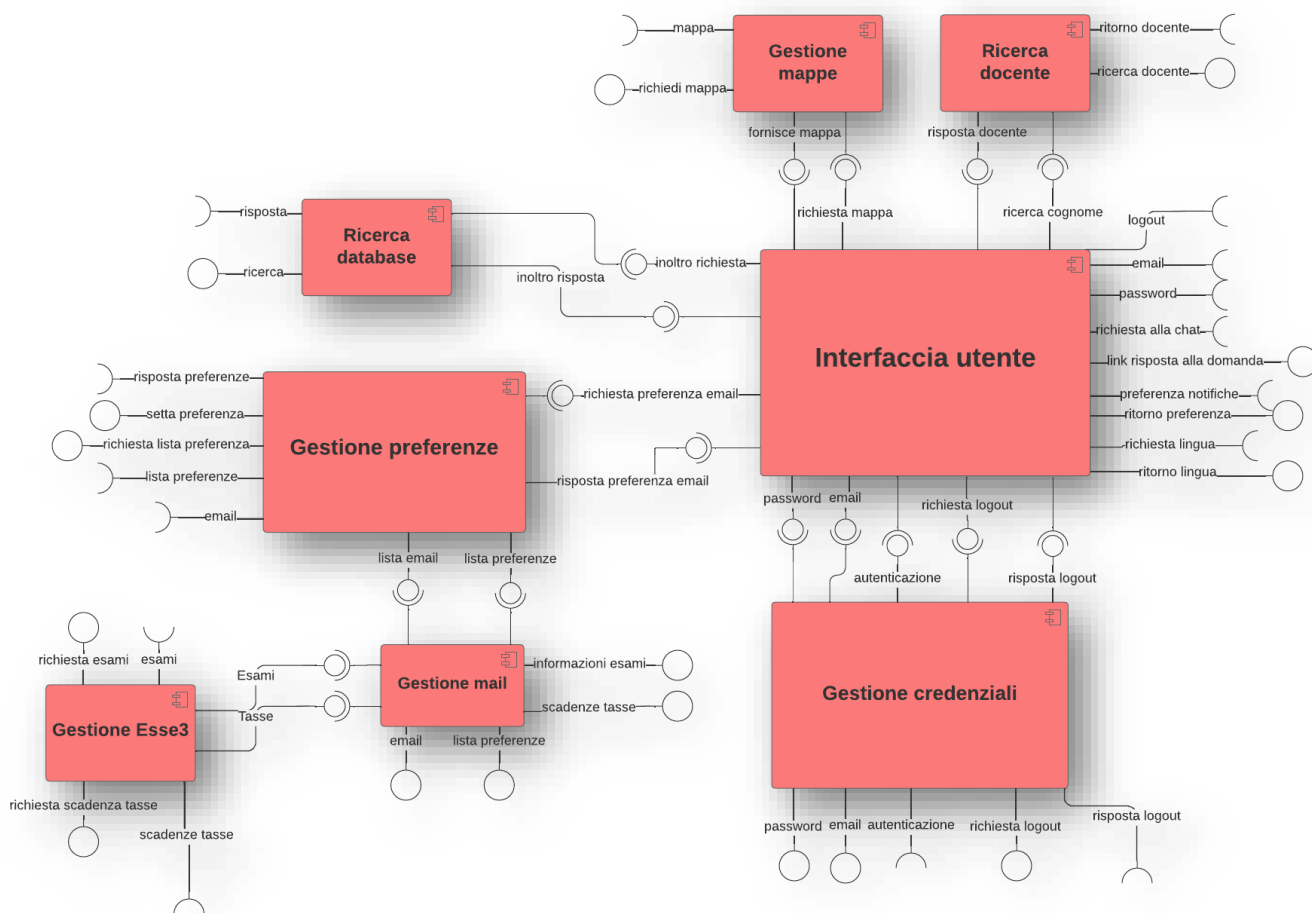 mappa
Gestione
mappe
richiedi mappa
fornisce mappa
richiesta mappa
Ricerca
docente
ritorno docente
ricerca docente
risposta docente
ricerca cognome
risposta
Ricerca
database
ricerca
inoltro richiesta
inoltro risposta
logout
email
password
richiesta alla chat
Interfaccia utente
link risposta alla domanda
preferenza notifiche
ritorno preferenza
richiesta lingua
ritorno lingua
risposta preferenze
setta preferenza
richiesta lista preferenza
lista preferenze
email
Gestione preferenze
richiesta preferenza email
risposta preferenza email
lista email
lista preferenze
password
email
richiesta logout
autenticazione
risposta logout
richiesta esami
esami
Gestione Esse3
Esami
Tasse
richiesta scadenza tasse
scadenze tasse
Gestione mail
informazioni esami
scadenze tasse
email
lista preferenze
Gestione credenziali
password
email
autenticazione
richiesta logout
risposta logout